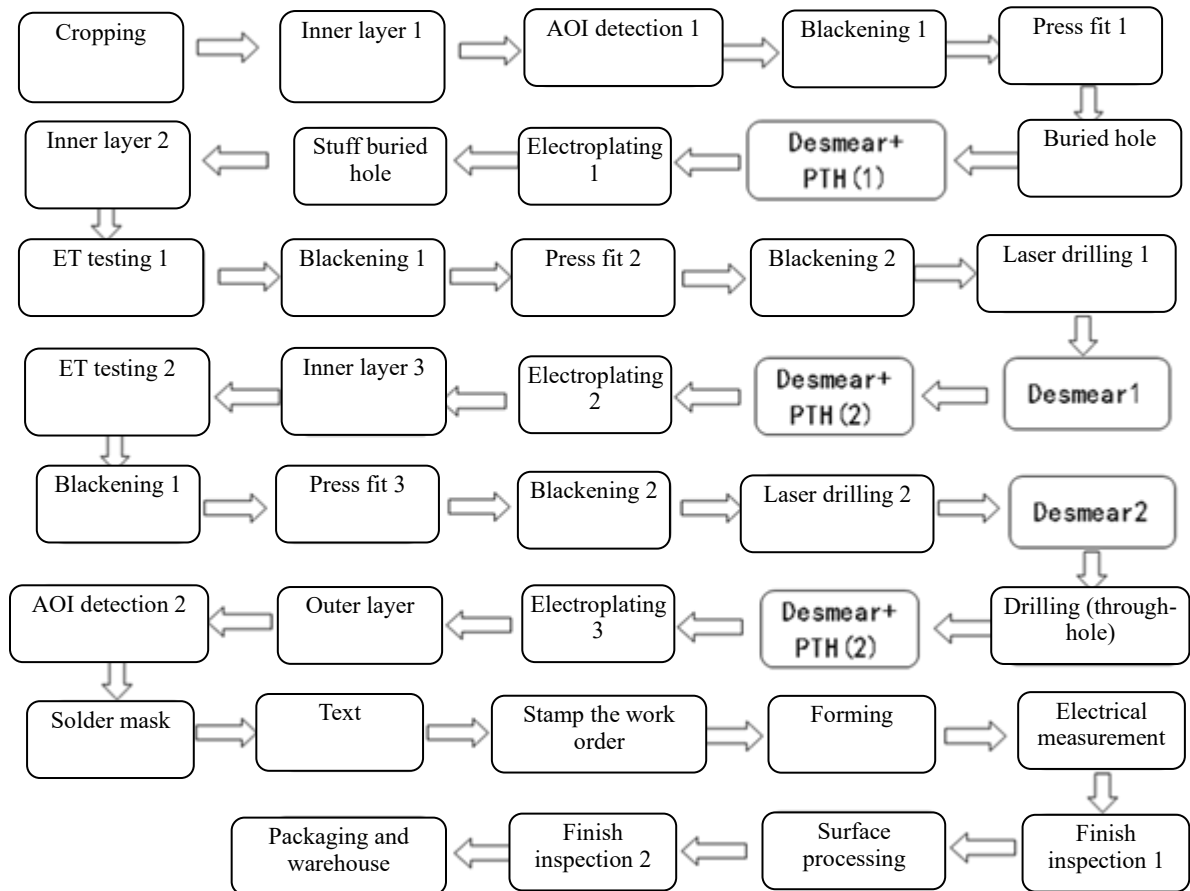 Cropping
Inner layer 1
AOI detection 1
Blackening 1
Press fit 1
Buried hole
Desmear+
PTH(1)
Electroplating
1
Stuff buried
hole
Inner layer 2
ET testing 1
Blackening 1
Press fit 2
Blackening 2
Laser drilling 1
Desmear1
Desmear+
PTH(2)
Electroplating
2
Inner layer 3
ET testing 2
Blackening 1
Press fit 3
Blackening 2
Laser drilling 2
Desmear2
Drilling (through-
hole)
Desmear+
PTH(2)
Electroplating
3
Outer layer
AOI detection 2
Solder mask
Text
Stamp the work
order
Forming
Electrical
measurement
Finish
inspection 1
Surface
processing
Finish
inspection 2
Packaging and
warehouse